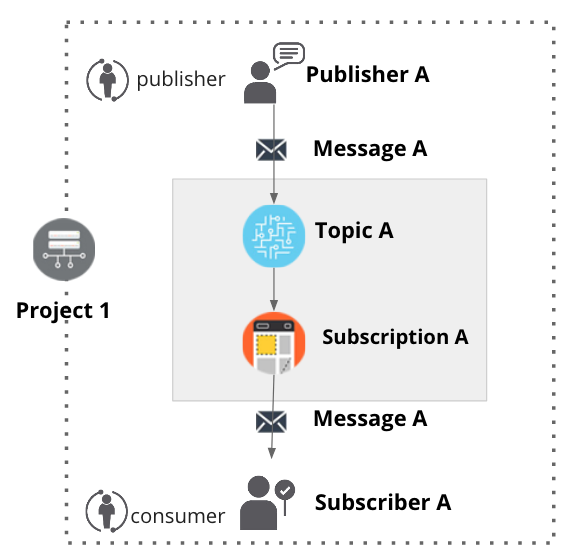 publisher
Publisher A
Message A
Topic A
Project 1
Subscription A
Message A
consumer
Subscriber A